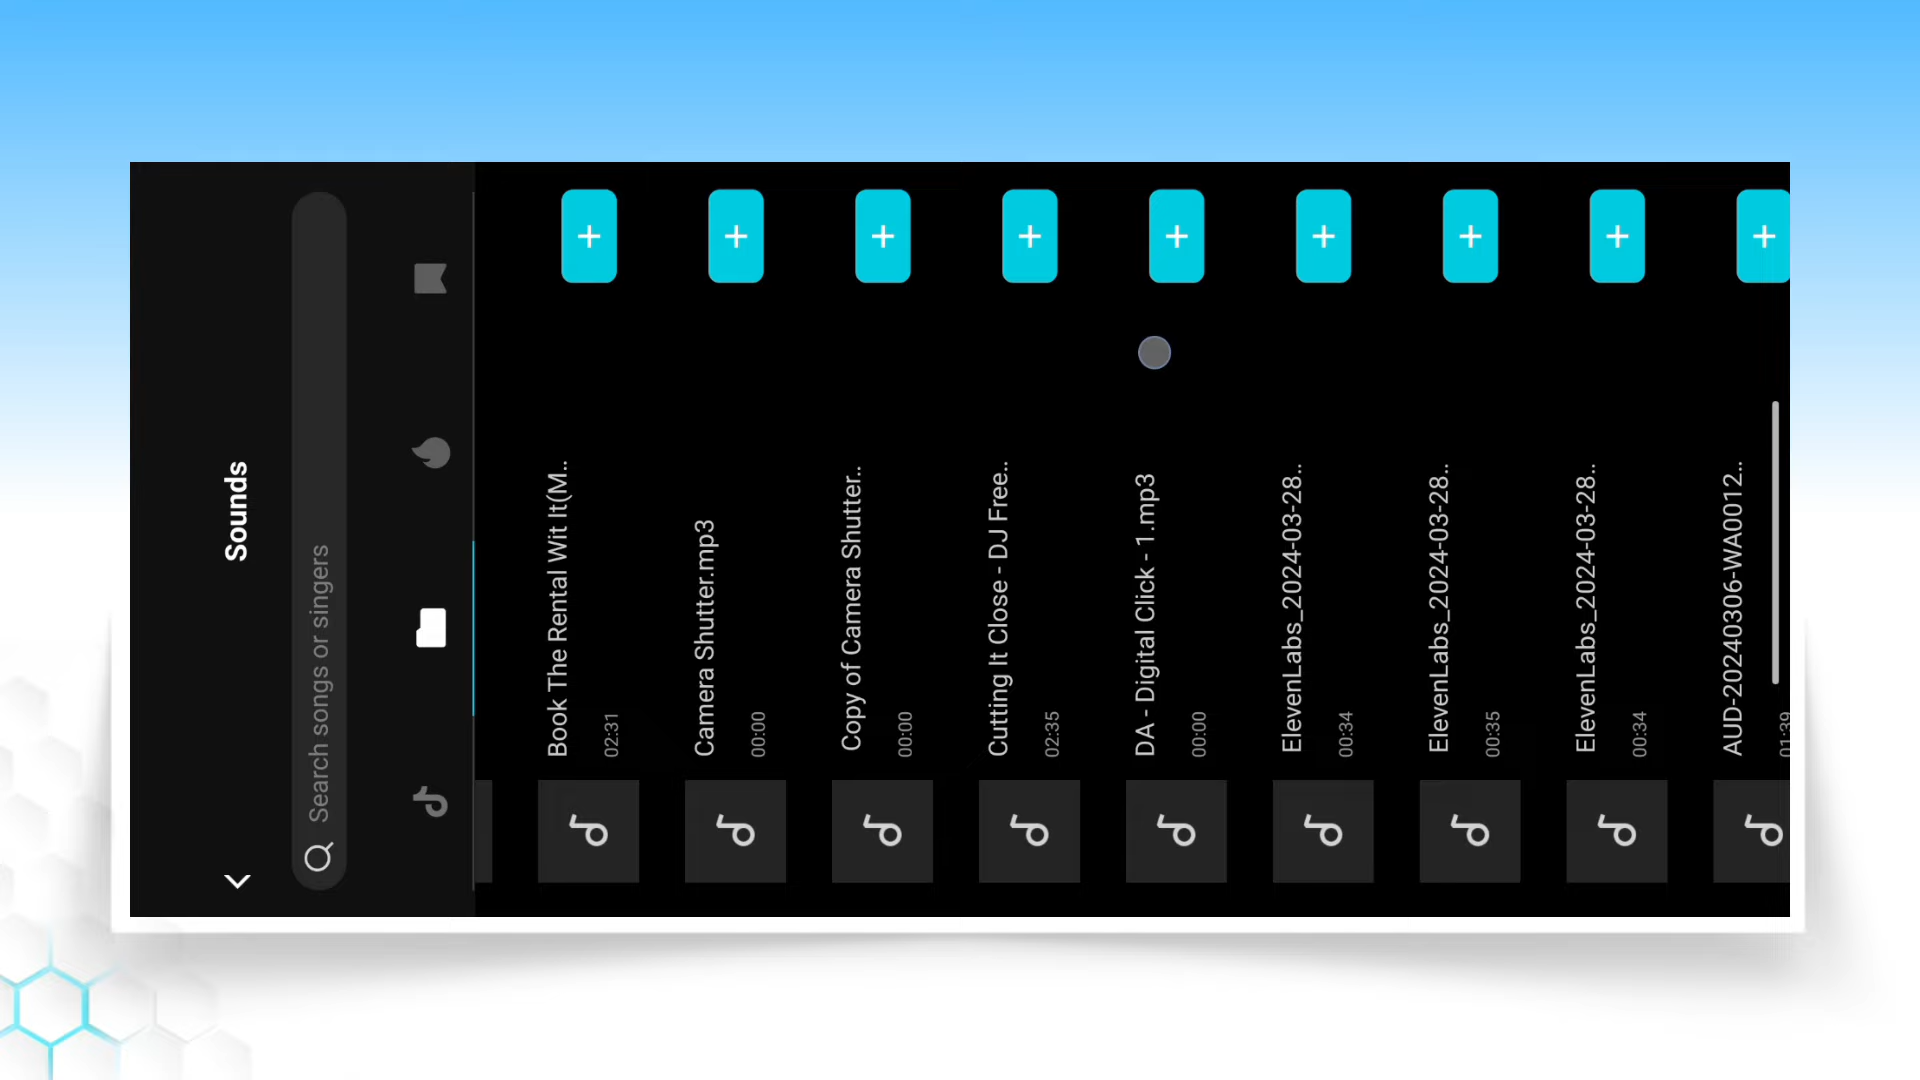 Sounds
Search songs or singers
Book The Rental Wit It(M..
02:31
Camera Shutter.mp3
00:00
Copy of Camera Shutter..
00:00
Cutting It Close - DJ Free..
02:35
DA - Digital Click - 1.mp3
00:00
ElevenLabs_2024-03-28..
00:34
ElevenLabs_2024-03-28..
00:35
ElevenLabs_2024-03-28..
00:34
AUD-20240306-WA0012..
01:39